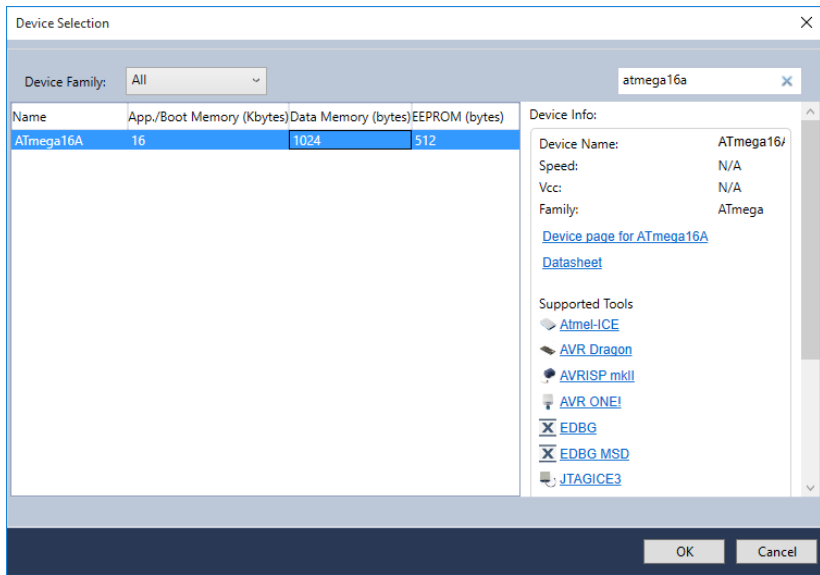 Device Selection
Device Family: All atmega16a
Name App./Boot Memory (Kbytes) Data Memory (bytes) EEPROM (bytes)
ATmega16A 16 1024 512
Device Info:
Device Name: ATmega16A
Speed: N/A
Vcc: N/A
Family: ATmega
Device page for ATmega16A
Datasheet
Supported Tools
Atmel-ICE
AVR Dragon
AVRISP mkII
AVR ONE!
EDBG
EDBG MSD
JTAGICE3
OK Cancel